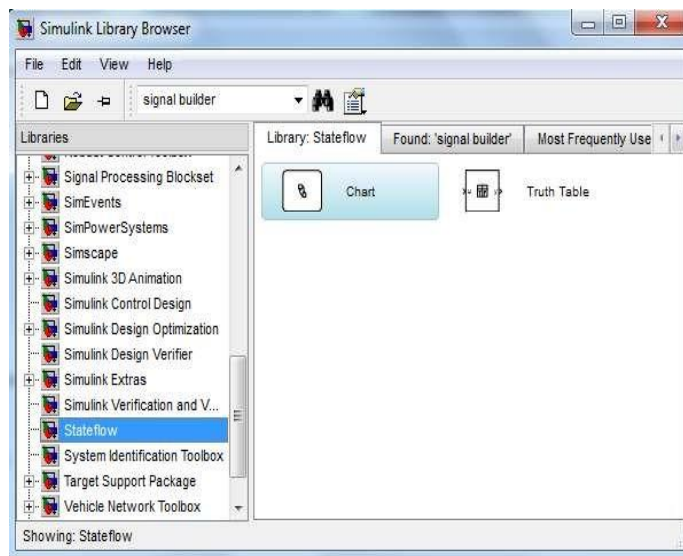 Simulink Library Browser
File Edit View Help
signal builder
Libraries
Library: Stateflow Found: 'signal builder' Most Frequently Use
Signal Processing Blockset
SimEvents
SimPowerSystems
Simscape
Simulink 3D Animation
Simulink Control Design
Simulink Design Optimization
Simulink Design Verifier
Simulink Extras
Simulink Verification and V...
Stateflow
System Identification Toolbox
Target Support Package
Vehicle Network Toolbox
Chart Truth Table
Showing: Stateflow